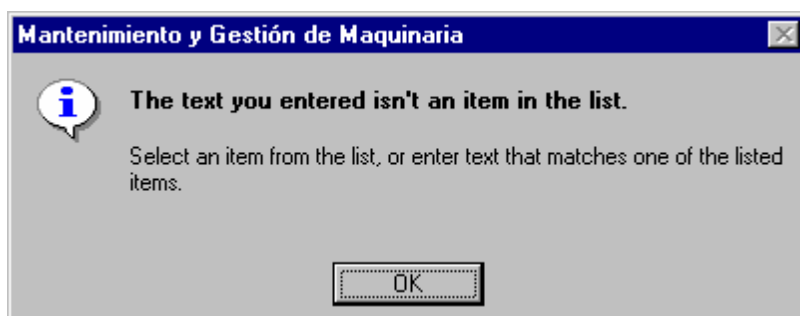 Mantenimiento y Gestión de Maquinaria
The text you entered isn't an item in the list.
Select an item from the list, or enter text that matches one of the listed
items.
OK